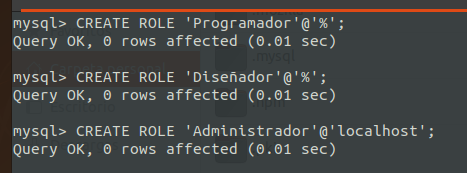 mysql> CREATE ROLE 'Programador'@'%';
Query OK, 0 rows affected (0.01 sec)
mysql> CREATE ROLE 'Diseñador'@'%';
Query OK, 0 rows affected (0.01 sec)
mysql> CREATE ROLE 'Administrador'@'localhost';
Query OK, 0 rows affected (0.01 sec)